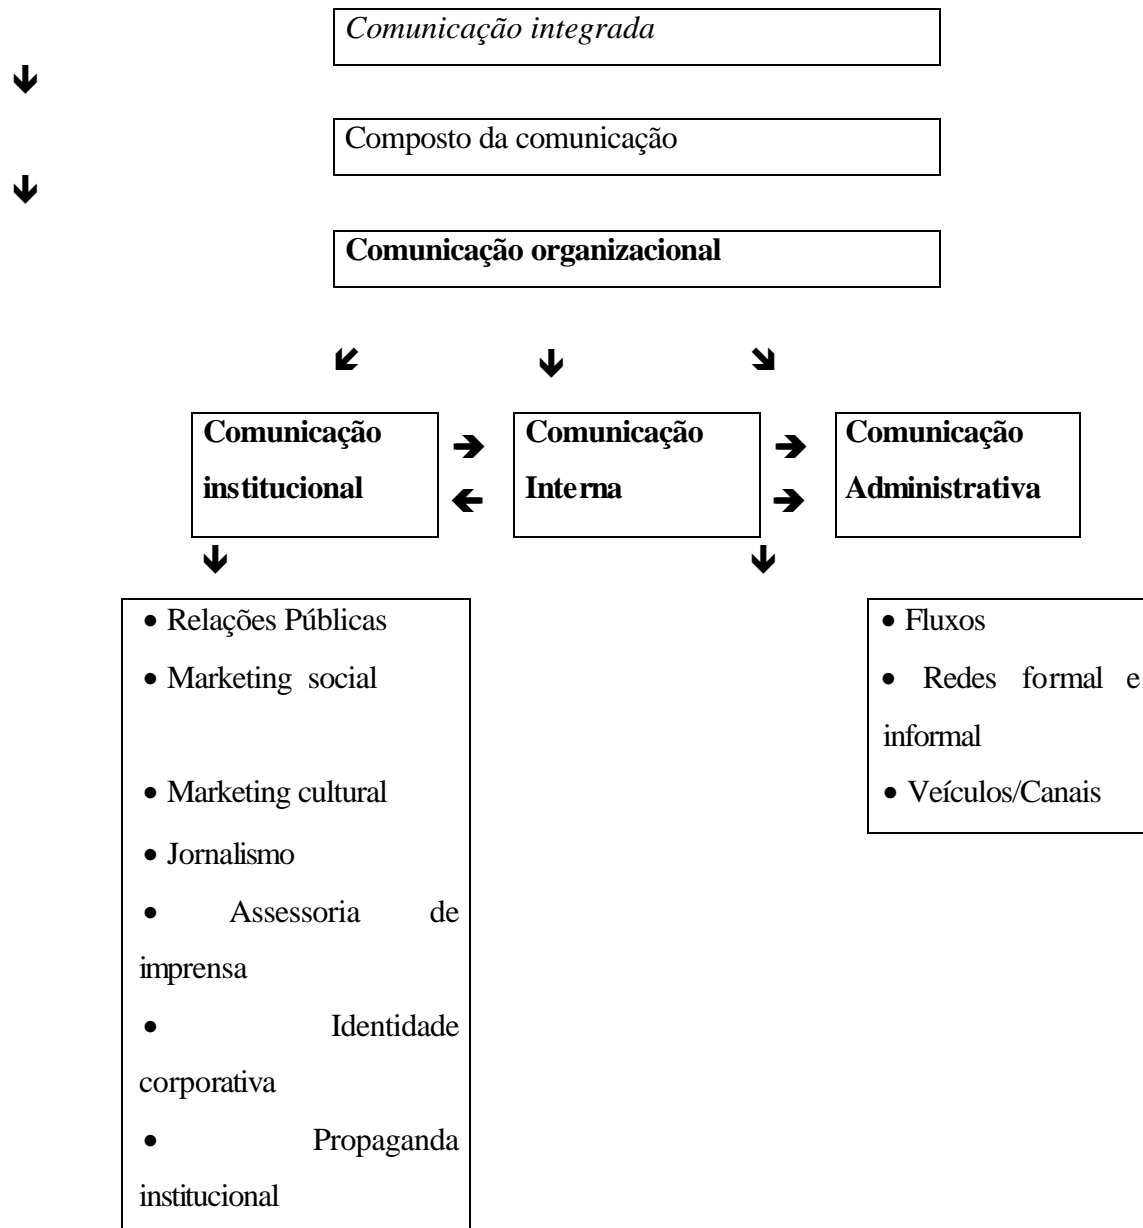 Comunicação integrada
Composto da comunicação
Comunicação organizacional
Comunicação
institucional
Comunicação
Interna
Comunicação
Administrativa
• Relações Públicas
• Marketing social
• Marketing cultural
• Jornalismo
• Assessoria de
imprensa
• Identidade
corporativa
• Propaganda
institucional
• Fluxos
• Redes formal e
informal
• Veículos/Canais